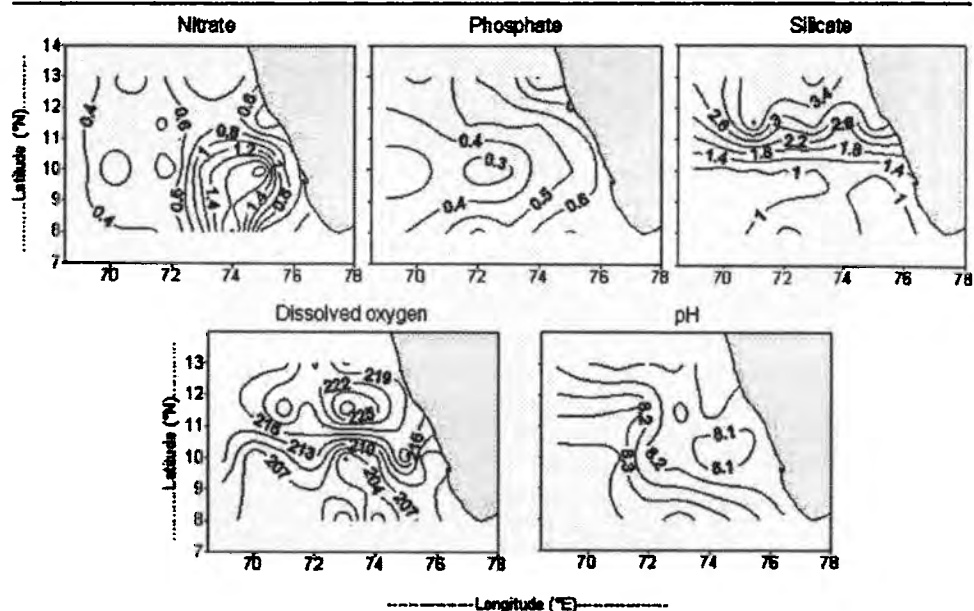 Nitrate Phosphate Silicate
14
13
12
11
10
9
8
7
Latitude (°N)
0.4 0.6 0.6 0.8 1 1.2 1.4 1.4 0.6 0.6 0.4
0.4 0.3 0.4 0.5 0.6
2.6 3 3.4 2.6 2.2 1.8 1.8 1.4 1.4 1 1 1
70 72 74 76 78 70 72 74 76 78 70 72 74 76 78
Dissolved oxygen pH
13
12
11
10
9
8
7
Latitude (°N)
222 219 225 216 213 210 216 207 204 207
8.2 8.3 8.2 8.1 8.1
70 72 74 76 78 70 72 74 76 78
Longitude (°E)